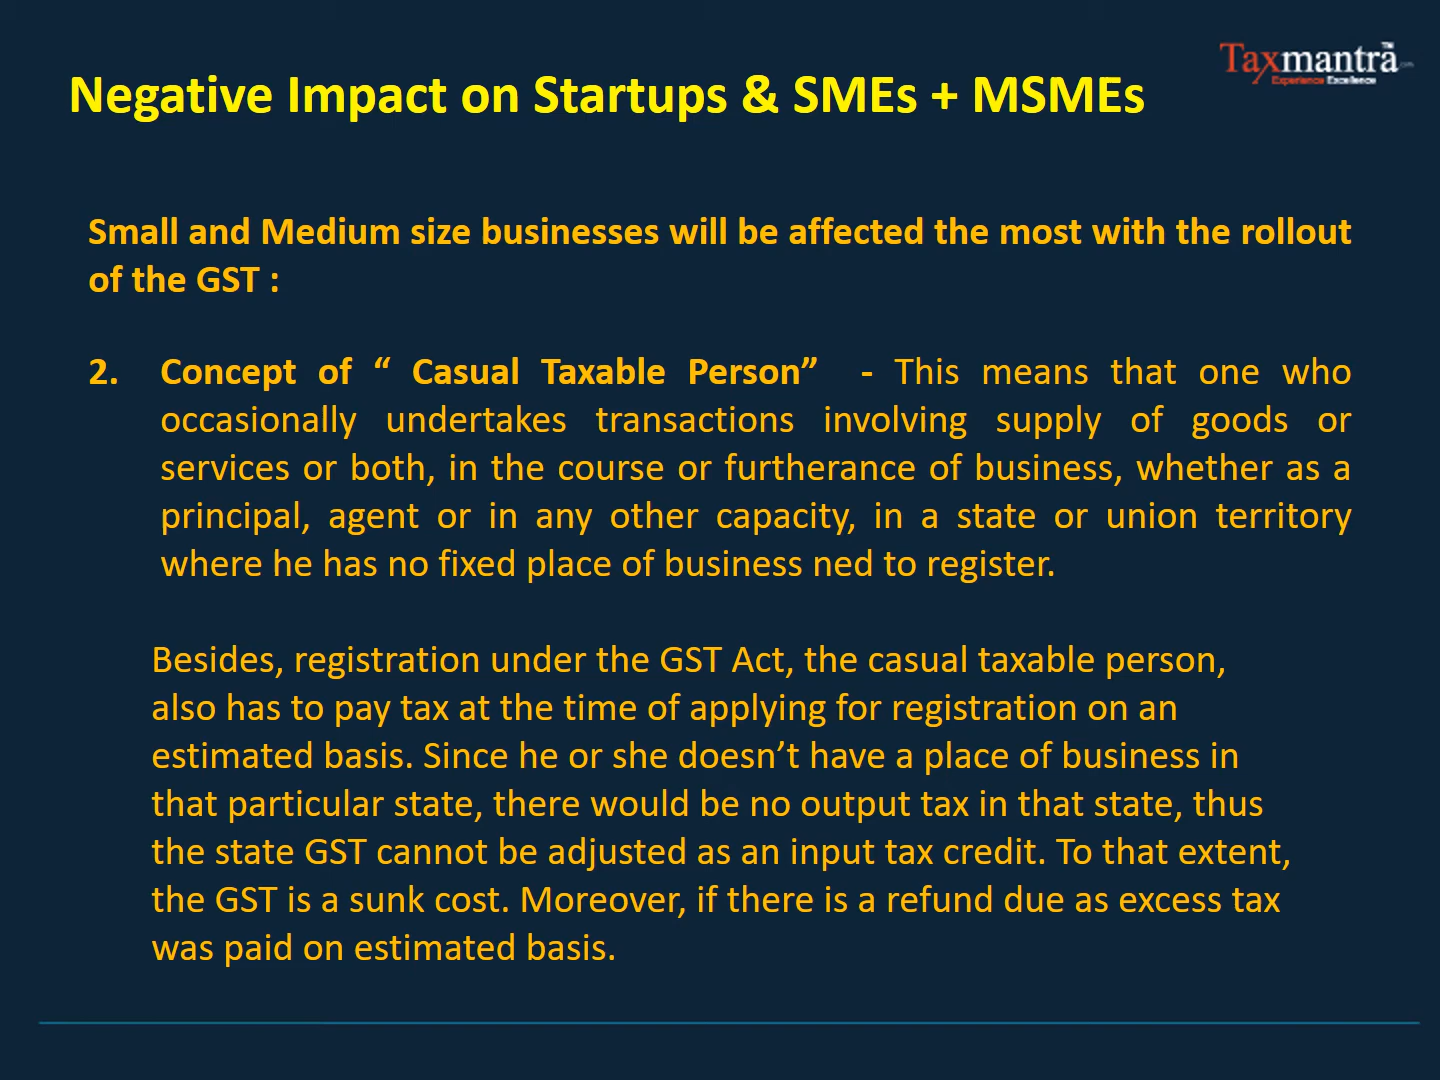 Taxmantra
TM
.com
Experience Excellence
Negative Impact on Startups & SMEs + MSMEs
Small and Medium size businesses will be affected the most with the rollout
of the GST :
2. Concept of “ Casual Taxable Person” - This means that one who
occasionally undertakes transactions involving supply of goods or
services or both, in the course or furtherance of business, whether as a
principal, agent or in any other capacity, in a state or union territory
where he has no fixed place of business ned to register.
Besides, registration under the GST Act, the casual taxable person,
also has to pay tax at the time of applying for registration on an
estimated basis. Since he or she doesn’t have a place of business in
that particular state, there would be no output tax in that state, thus
the state GST cannot be adjusted as an input tax credit. To that extent,
the GST is a sunk cost. Moreover, if there is a refund due as excess tax
was paid on estimated basis.